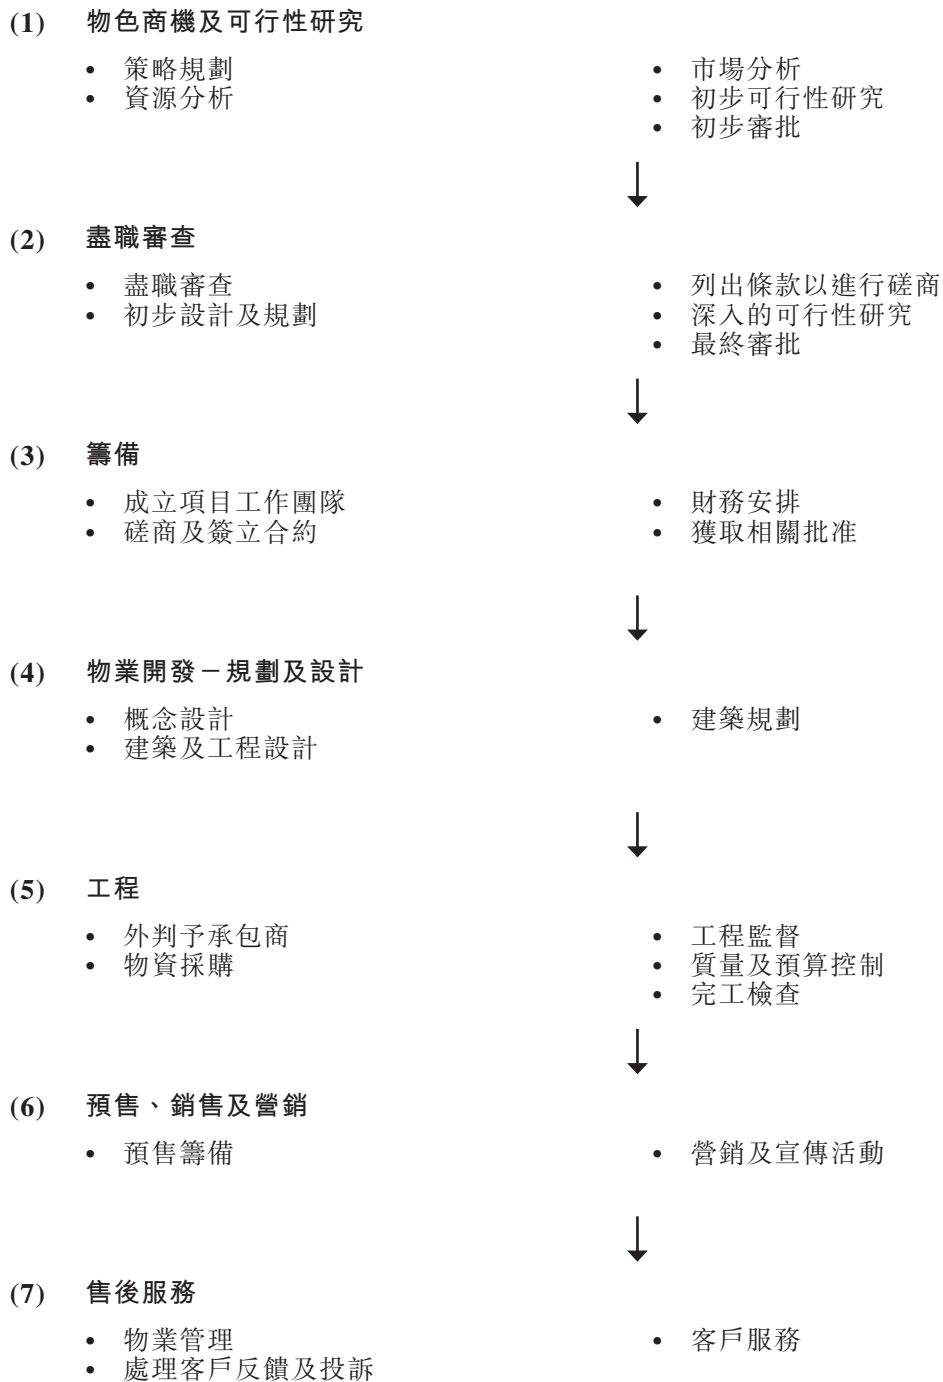 (1) 物色商機及可行性研究
• 策略規劃 • 市場分析
• 資源分析 • 初步可行性研究
• 初步審批
(2) 盡職審查
• 盡職審查 • 列出條款以進行磋商
• 初步設計及規劃 • 深入的可行性研究
• 最終審批
(3) 籌備
• 成立項目工作團隊 • 財務安排
• 磋商及簽立合約 • 獲取相關批准
(4) 物業開發－規劃及設計
• 概念設計 • 建築規劃
• 建築及工程設計
(5) 工程
• 外判予承包商 • 工程監督
• 物資採購 • 質量及預算控制
• 完工檢查
(6) 預售、銷售及營銷
• 預售籌備 • 營銷及宣傳活動
(7) 售後服務
• 物業管理 • 客戶服務
• 處理客戶反饋及投訴